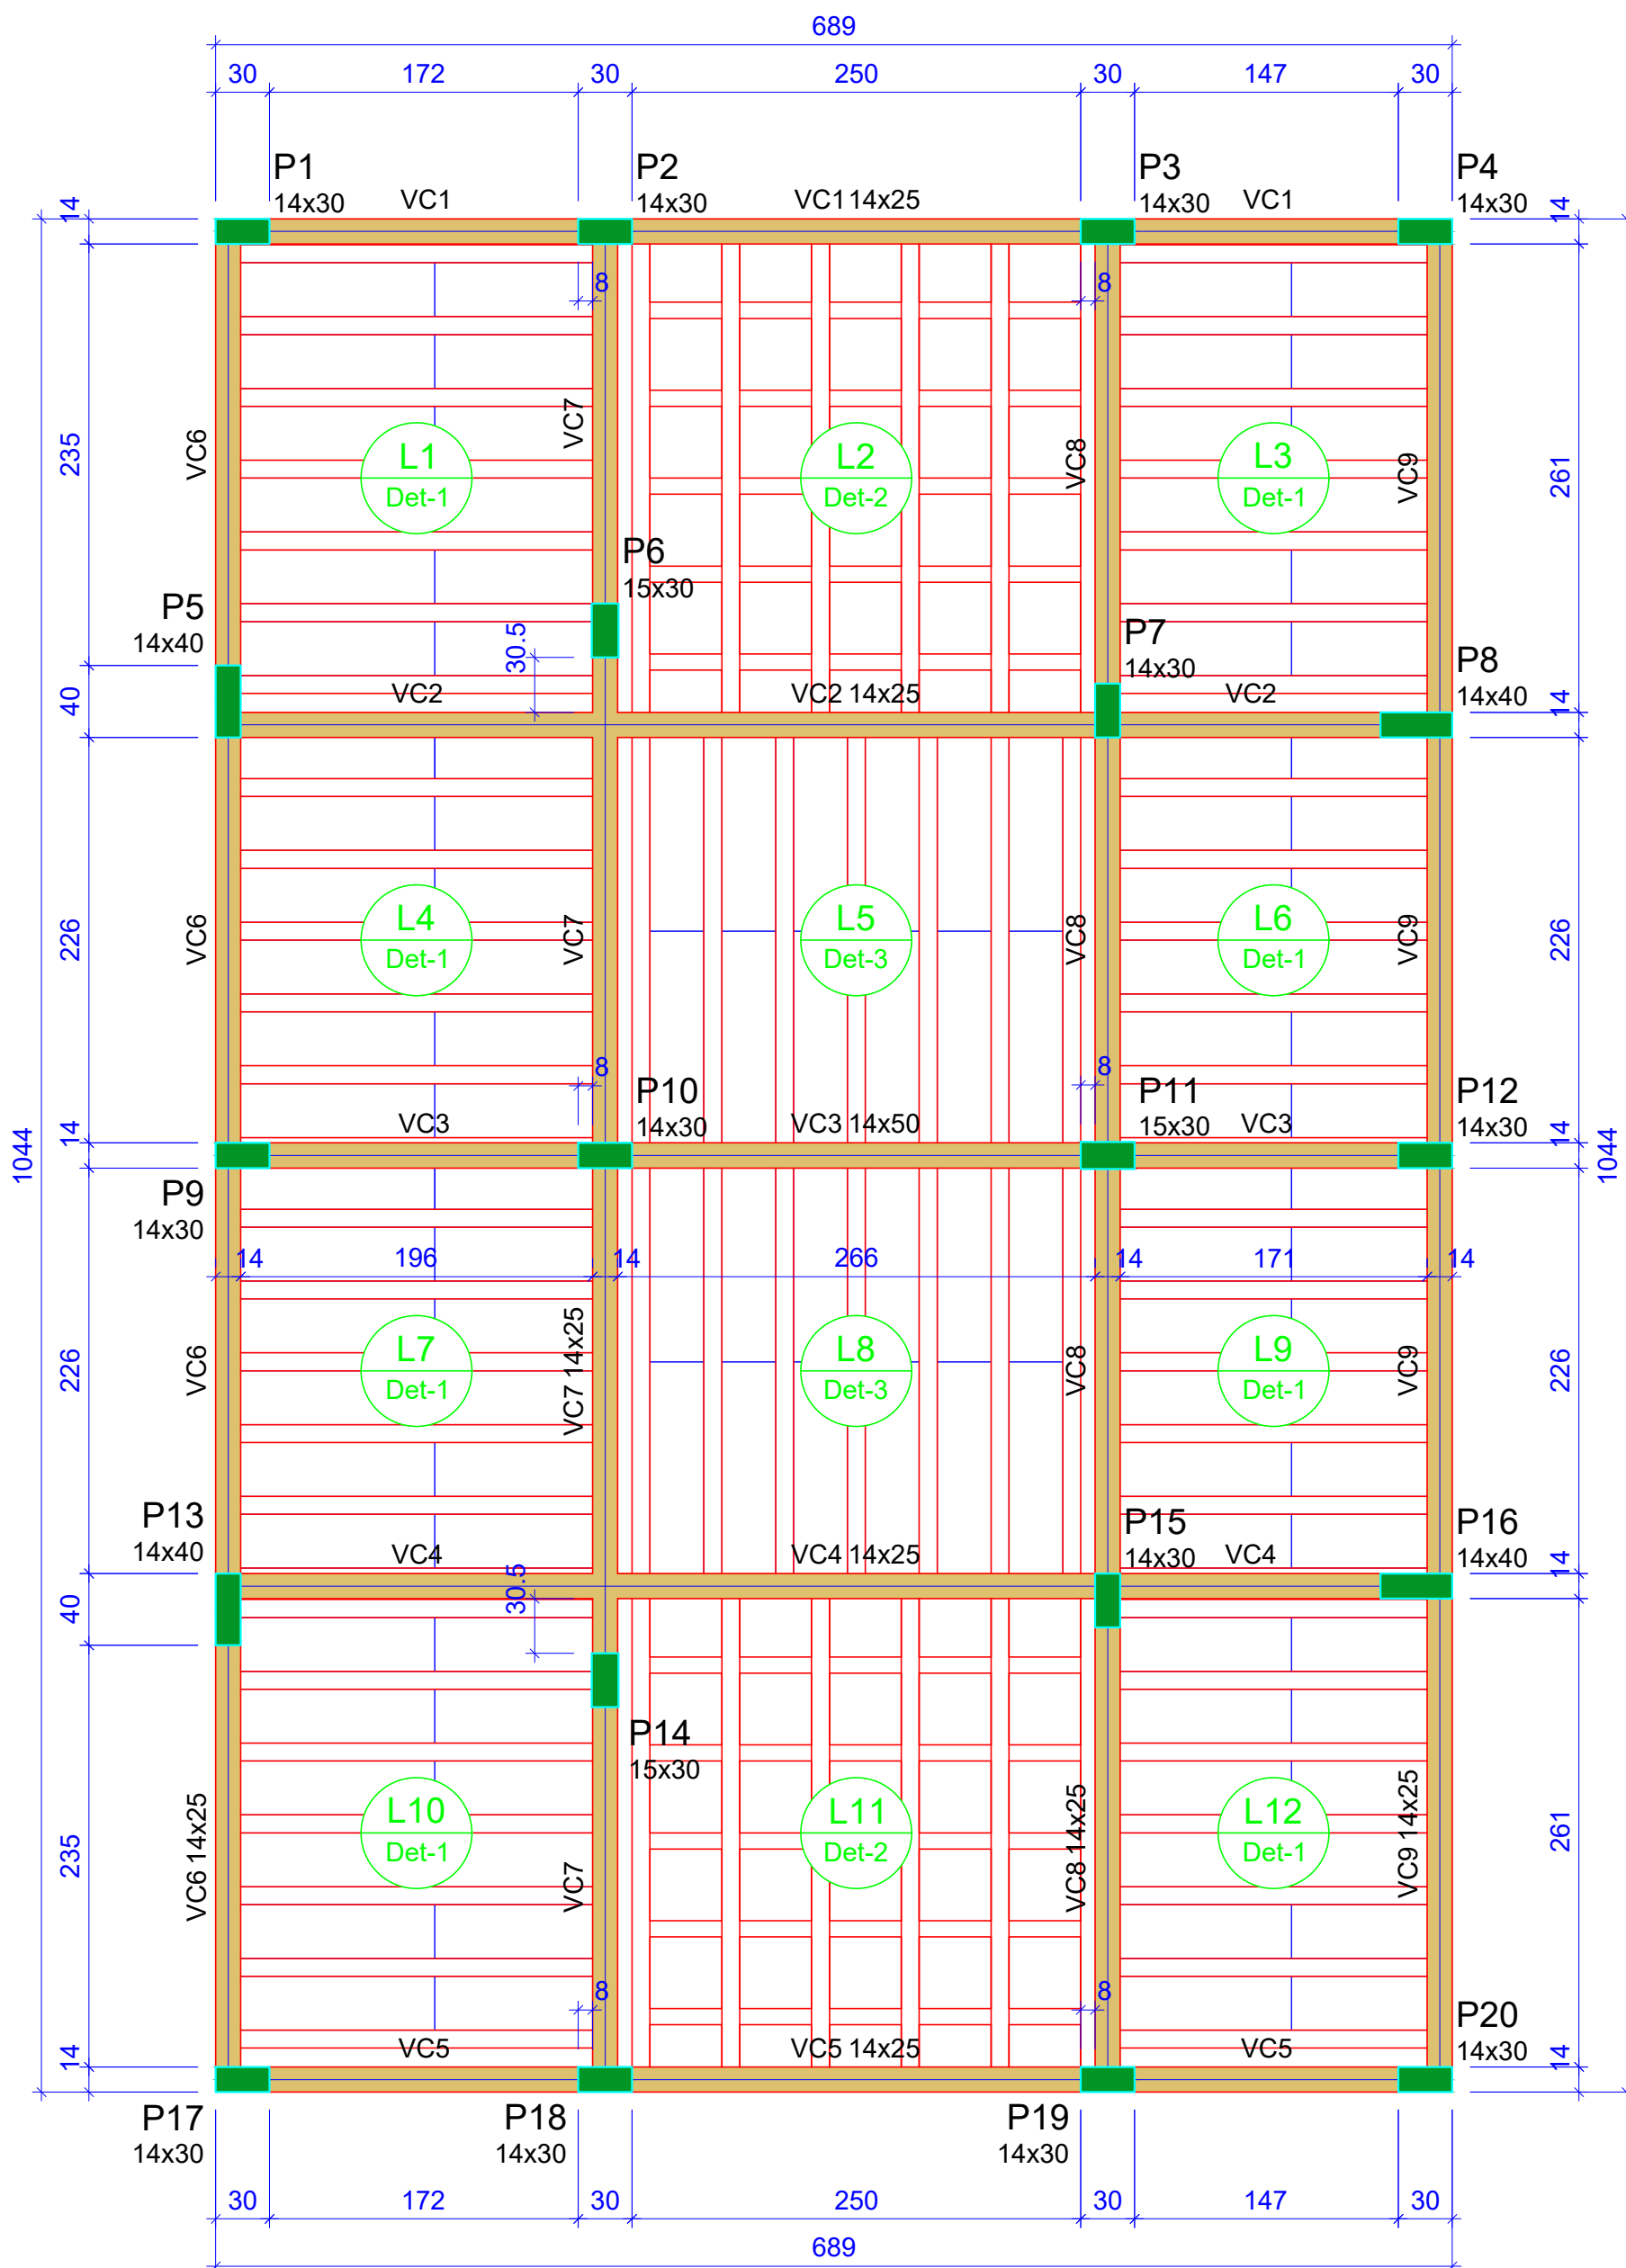 689
30 172 30 250 30 147 30
P1 P2 P3 P4
14x30 VC1 14x30 VC1 14x25 14x30 VC1 14x30
14 14
8 8
VC6 235 VC7 VC8 VC9 261
L1 L2 L3
Det-1 Det-2 Det-1
P6
15x30
P5 P7
14x40 30.5 14x30 P8
40 VC2 VC2 14x25 VC2 14x40
14
226 VC6 VC7 VC8 VC9 226
L4 L5 L6
Det-1 Det-3 Det-1
8 8
P10 P11 P12
VC3 14x30 VC3 14x50 15x30 VC3 14x30
14 14
1044 1044
P9
14x30
14 196 14 266 14 171 14
226 VC6 VC7 14x25 VC8 VC9 226
L7 L8 L9
Det-1 Det-3 Det-1
P13 P15 P16
14x40 VC4 VC4 14x25 14x30 VC4 14x40
14
40 30.5
P14
15x30
235 VC6 14x25 VC7 VC8 14x25 VC9 14x25 261
L10 L11 L12
Det-1 Det-2 Det-1
8 8
P20
VC5 VC5 14x25 VC5 14x30
14 14
P17 P18 P19
14x30 14x30 14x30
30 172 30 250 30 147 30
689